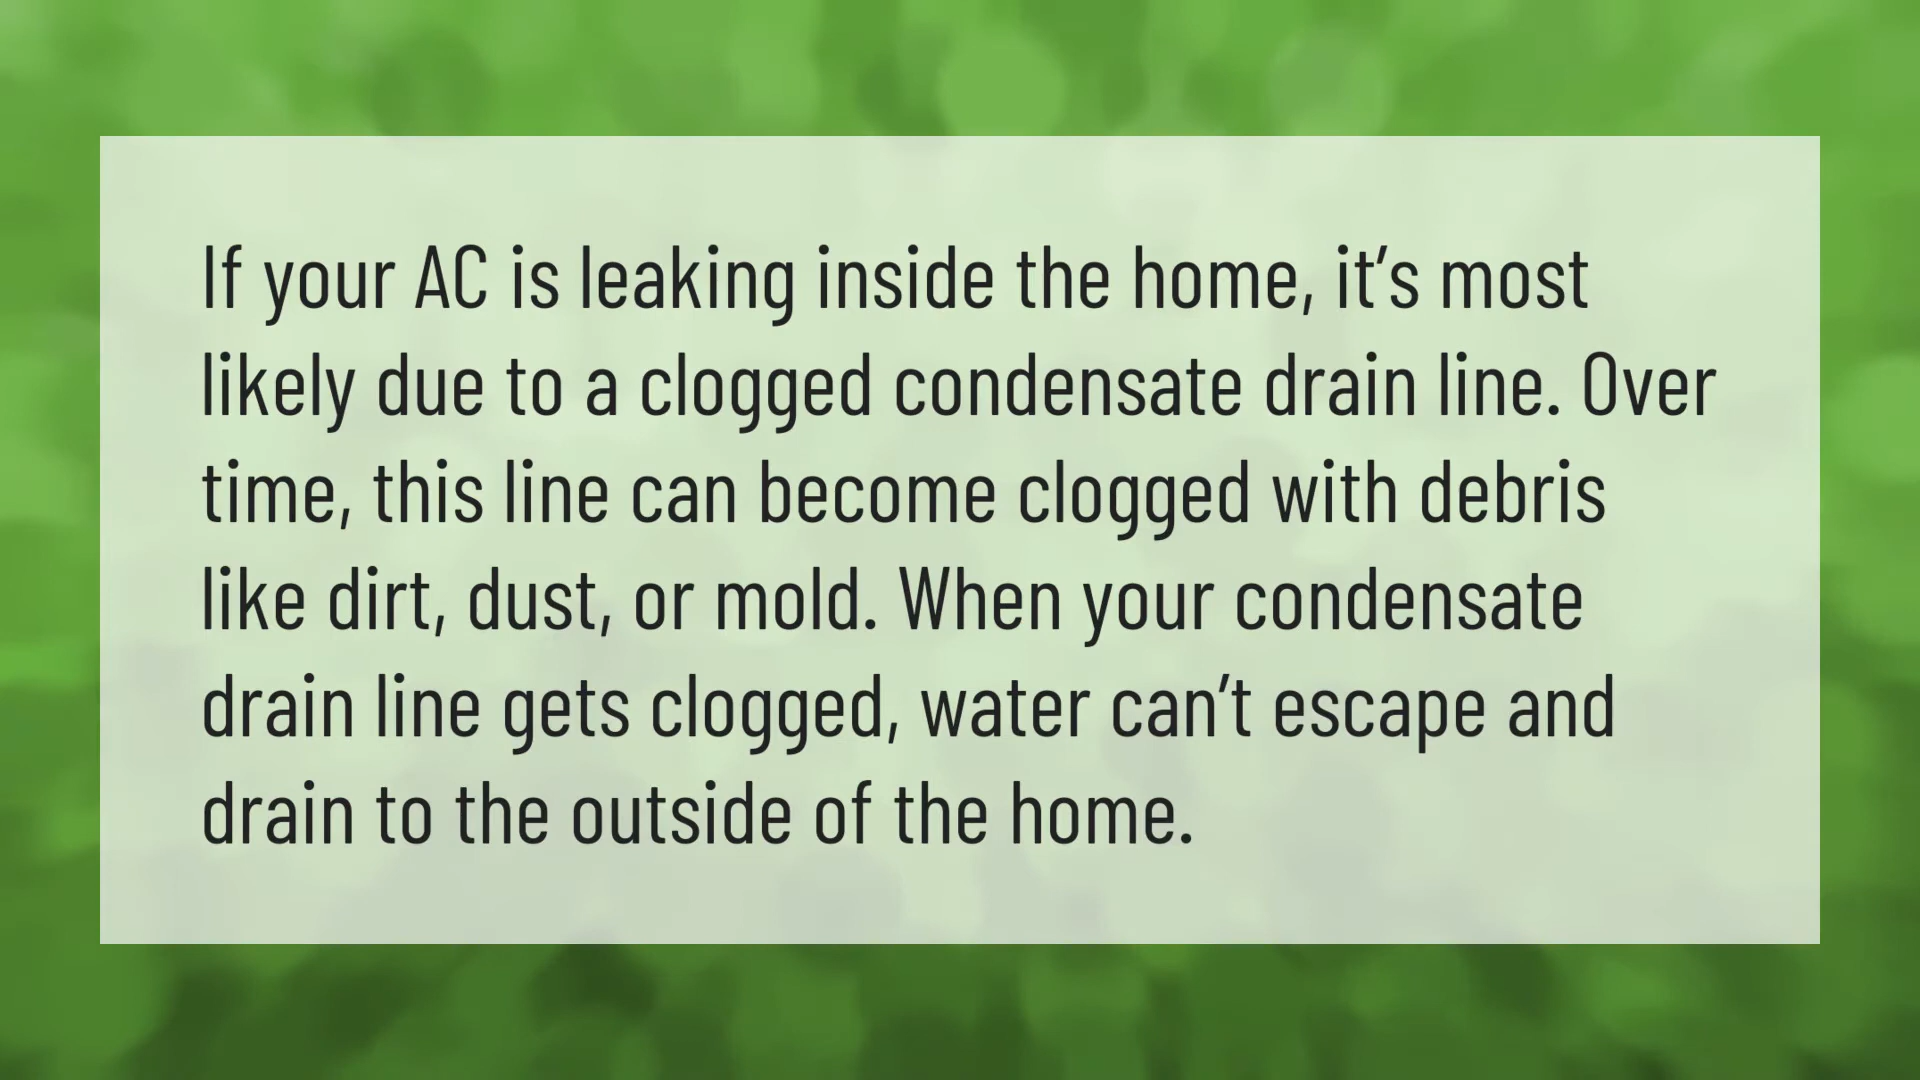 If your AC is leaking inside the home, it’s most
likely due to a clogged condensate drain line. Over
time, this line can become clogged with debris
like dirt, dust, or mold. When your condensate
drain line gets clogged, water can’t escape and
drain to the outside of the home.